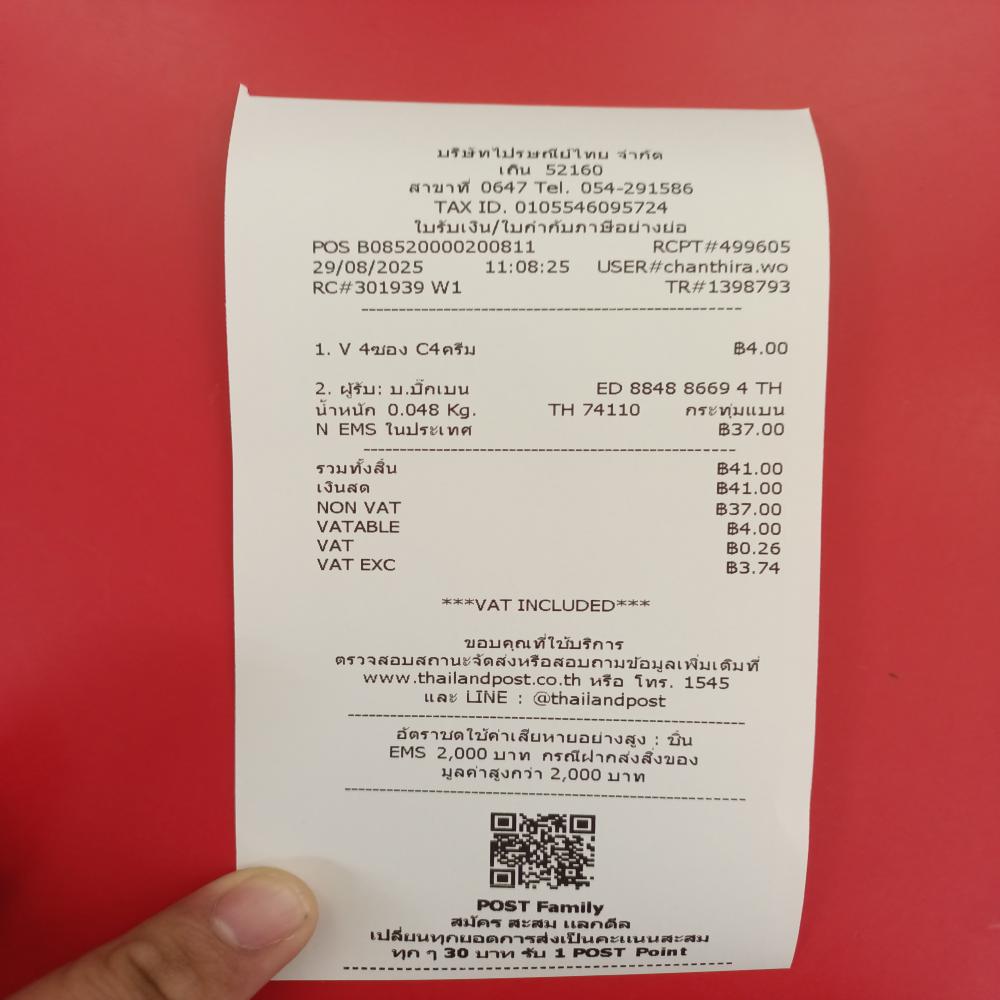 บริษัทไปรษณีย์ไทย จำกัด
เถิน 52160
สาขาที่ 0647 Tel. 054-291586
TAX ID. 0105546095724
ใบรับเงิน/ใบกำกับภาษีอย่างย่อ
POS B08520000200811 RCPT#499605
29/08/2025 11:08:25 USER#chanthira.wo
RC#301939 W1 TR#1398793
1. V 4ซอง C4ครีม ฿4.00
2. ผู้รับ: บ.บิ๊กเบน ED 8848 8669 4 TH
น้ำหนัก 0.048 Kg. TH 74110 กระทุ่มแบน
N EMS ในประเทศ ฿37.00
รวมทั้งสิ้น ฿41.00
เงินสด ฿41.00
NON VAT ฿37.00
VATABLE ฿4.00
VAT ฿0.26
VAT EXC ฿3.74
***VAT INCLUDED***
ขอบคุณที่ใช้บริการ
ตรวจสอบสถานะจัดส่งหรือสอบถามข้อมูลเพิ่มเติมที่
www.thailandpost.co.th หรือ โทร. 1545
และ LINE : @thailandpost
อัตราชดใช้ค่าเสียหายอย่างสูง : ชิ้น
EMS 2,000 บาท กรณีฝากส่งสิ่งของ
มูลค่าสูงกว่า 2,000 บาท
POST Family
สมัคร สะสม แลกดีล
เปลี่ยนทุกยอดการส่งเป็นคะแนนสะสม
ทุก ๆ 30 บาท รับ 1 POST Point